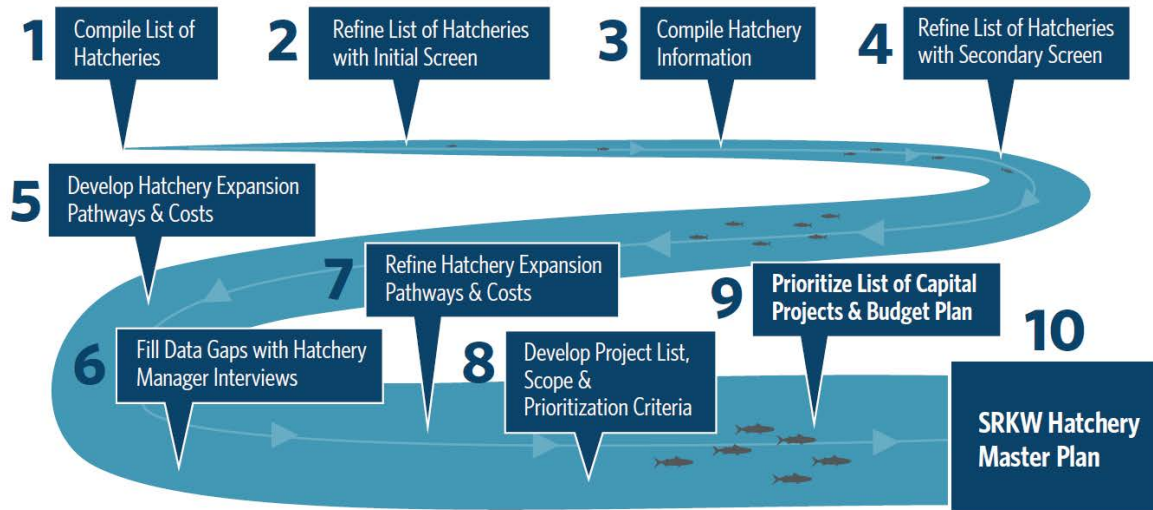 1
Compile List of
Hatcheries
2
Refine List of Hatcheries
with Initial Screen
3
Compile Hatchery
Information
4
Refine List of Hatcheries
with Secondary Screen
5
Develop Hatchery Expansion
Pathways & Costs
6
Fill Data Gaps with Hatchery
Manager Interviews
7
Refine Hatchery Expansion
Pathways & Costs
8
Develop Project List,
Scope &
Prioritization Criteria
9
Prioritize List of Capital
Projects & Budget Plan
10
SRKW Hatchery
Master Plan